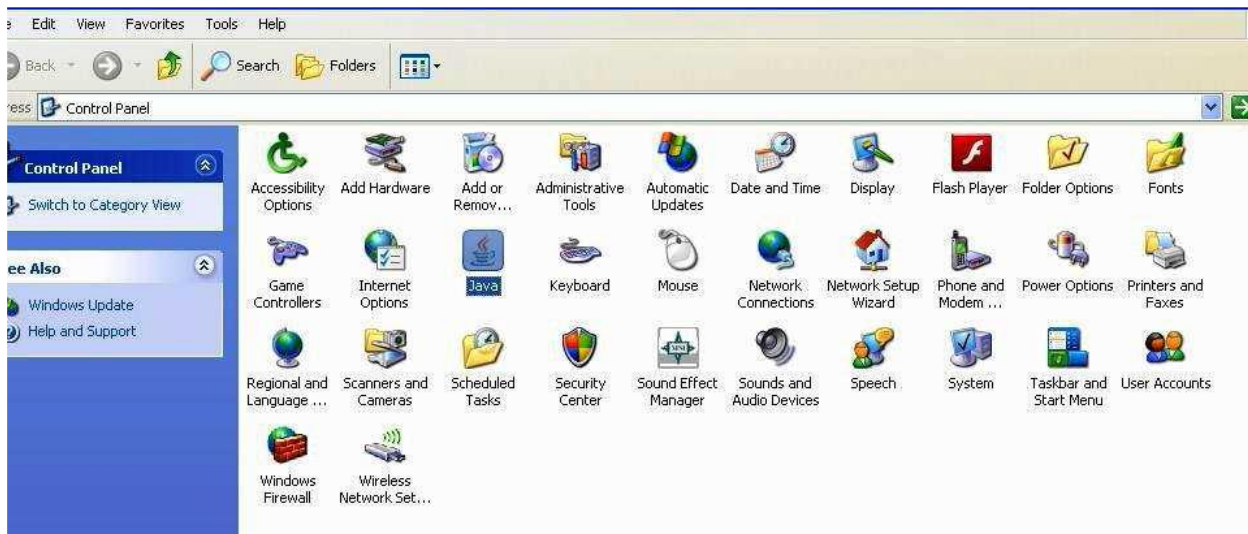 Edit View Favorites Tools Help
Back Search Folders
Control Panel
Control Panel
Switch to Category View
Windows Update
Help and Support
Accessibility Options
Add Hardware
Add or Remov...
Administrative Tools
Automatic Updates
Date and Time
Display
Flash Player
Folder Options
Fonts
Game Controllers
Internet Options
Java
Keyboard
Mouse
Network Connections
Network Setup Wizard
Phone and Modem ...
Power Options
Printers and Faxes
Regional and Language ...
Scanners and Cameras
Scheduled Tasks
Security Center
Sound Effect Manager
Sounds and Audio Devices
Speech
System
Taskbar and Start Menu
User Accounts
Windows Firewall
Wireless Network Set...